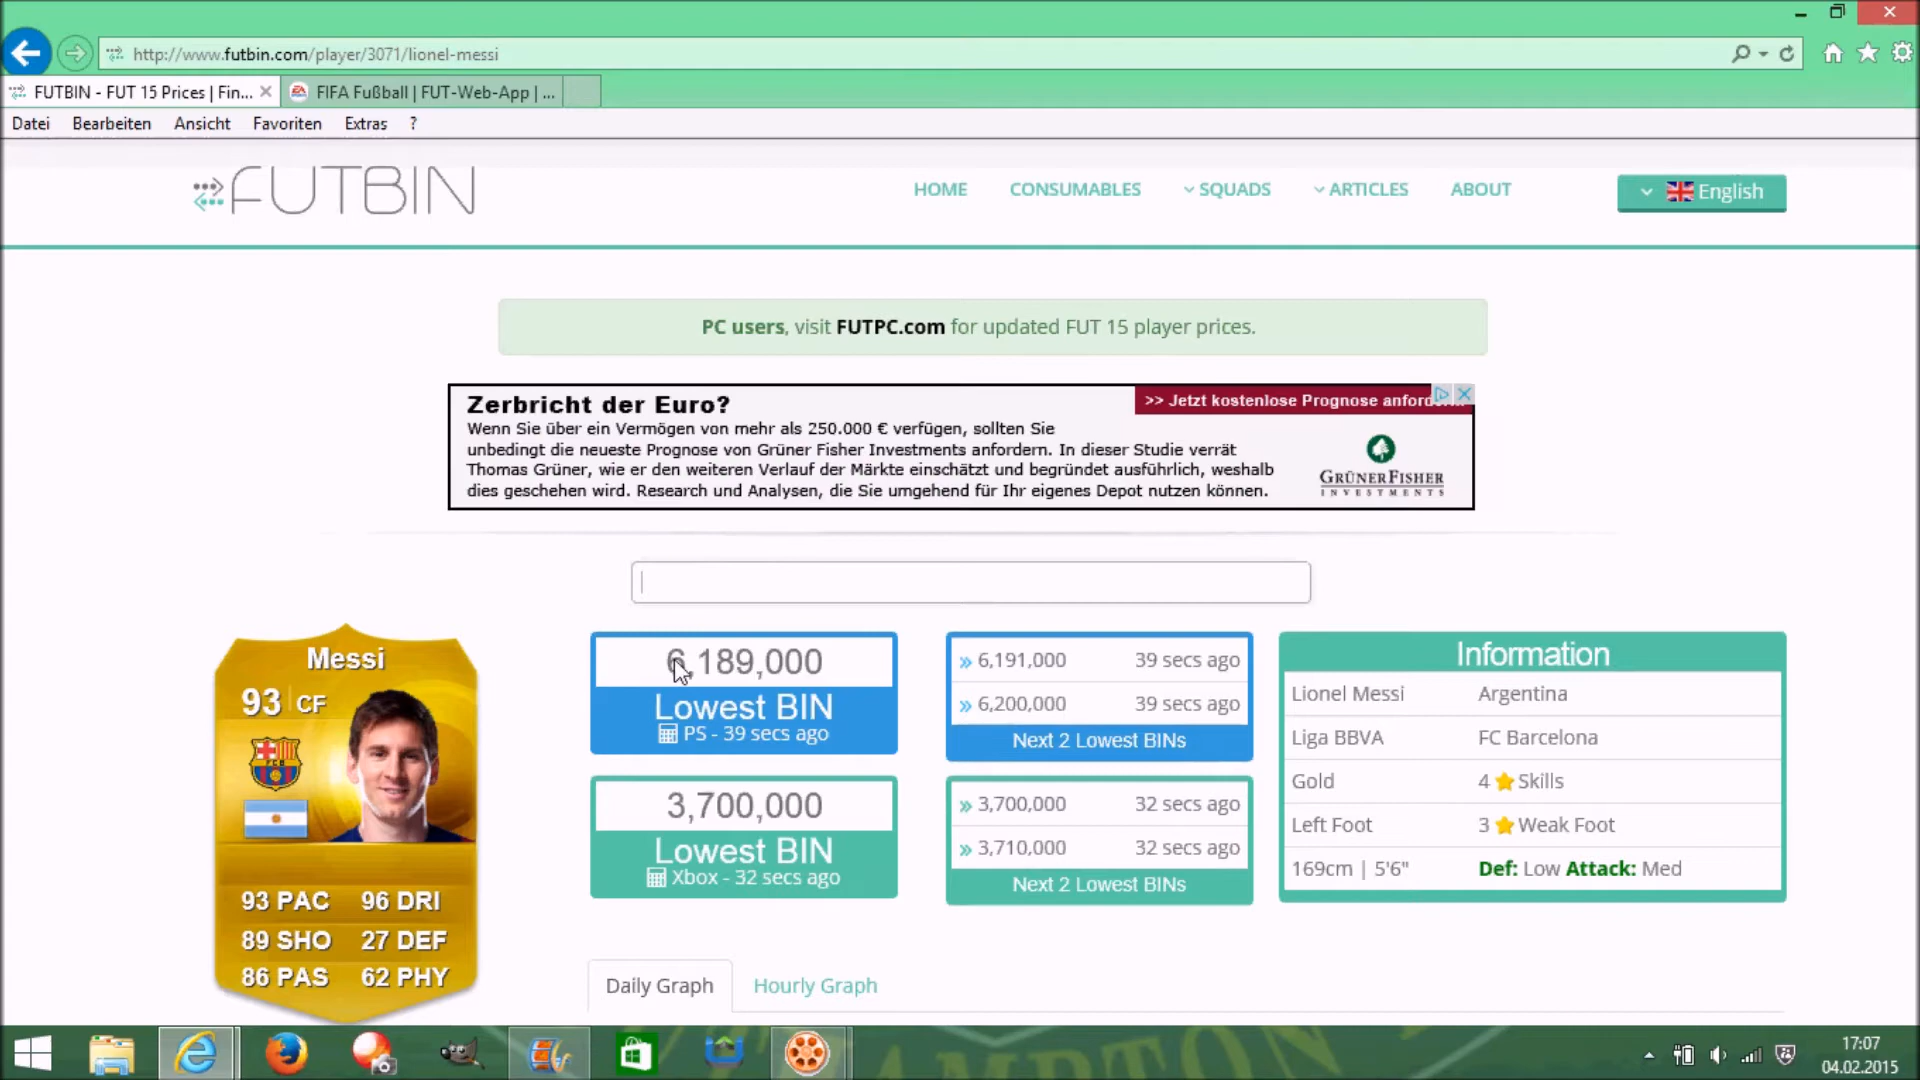 http://www.futbin.com/player/3071/lionel-messi
FUTBIN - FUT 15 Prices | Fin...
FIFA Fußball | FUT-Web-App | ...
Datei Bearbeiten Ansicht Favoriten Extras ?
FUTBIN
HOME CONSUMABLES SQUADS ARTICLES ABOUT
English
PC users, visit FUTPC.com for updated FUT 15 player prices.
Zerbricht der Euro?
>> Jetzt kostenlose Prognose anfordern...
Wenn Sie über ein Vermögen von mehr als 250.000 € verfügen, sollten Sie
unbedingt die neueste Prognose von Grüner Fisher Investments anfordern. In dieser Studie verrät
Thomas Grüner, wie er den weiteren Verlauf der Märkte einschätzt und begründet ausführlich, weshalb
dies geschehen wird. Research und Analysen, die Sie umgehend für Ihr eigenes Depot nutzen können.
GRÜNER FISHER
INVESTMENTS
Messi
93 CF
FCB
93 PAC 96 DRI
89 SHO 27 DEF
86 PAS 62 PHY
6,189,000
Lowest BIN
PS - 39 secs ago
» 6,191,000 39 secs ago
» 6,200,000 39 secs ago
Next 2 Lowest BINs
3,700,000
Lowest BIN
Xbox - 32 secs ago
» 3,700,000 32 secs ago
» 3,710,000 32 secs ago
Next 2 Lowest BINs
Information
Lionel Messi Argentina
Liga BBVA FC Barcelona
Gold 4 Skills
Left Foot 3 Weak Foot
169cm | 5'6" Def: Low Attack: Med
Daily Graph
Hourly Graph
17:07
04.02.2015